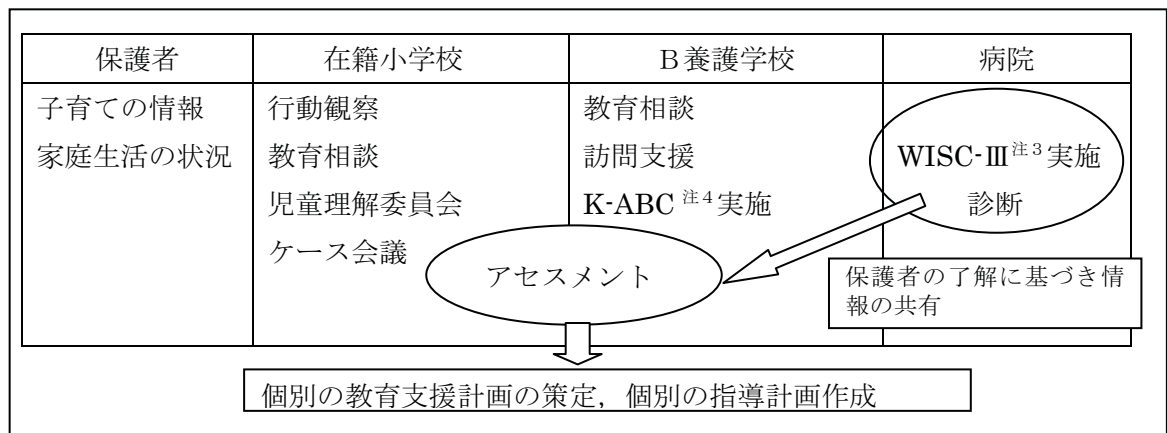 保護者
在籍小学校
B養護学校
病院
子育ての情報
家庭生活の状況
行動観察
教育相談
児童理解委員会
ケース会議
教育相談
訪問支援
K-ABC注4実施
WISC-Ⅲ注3実施
診断
アセスメント
保護者の了解に基づき情
報の共有
個別の教育支援計画の策定，個別の指導計画作成